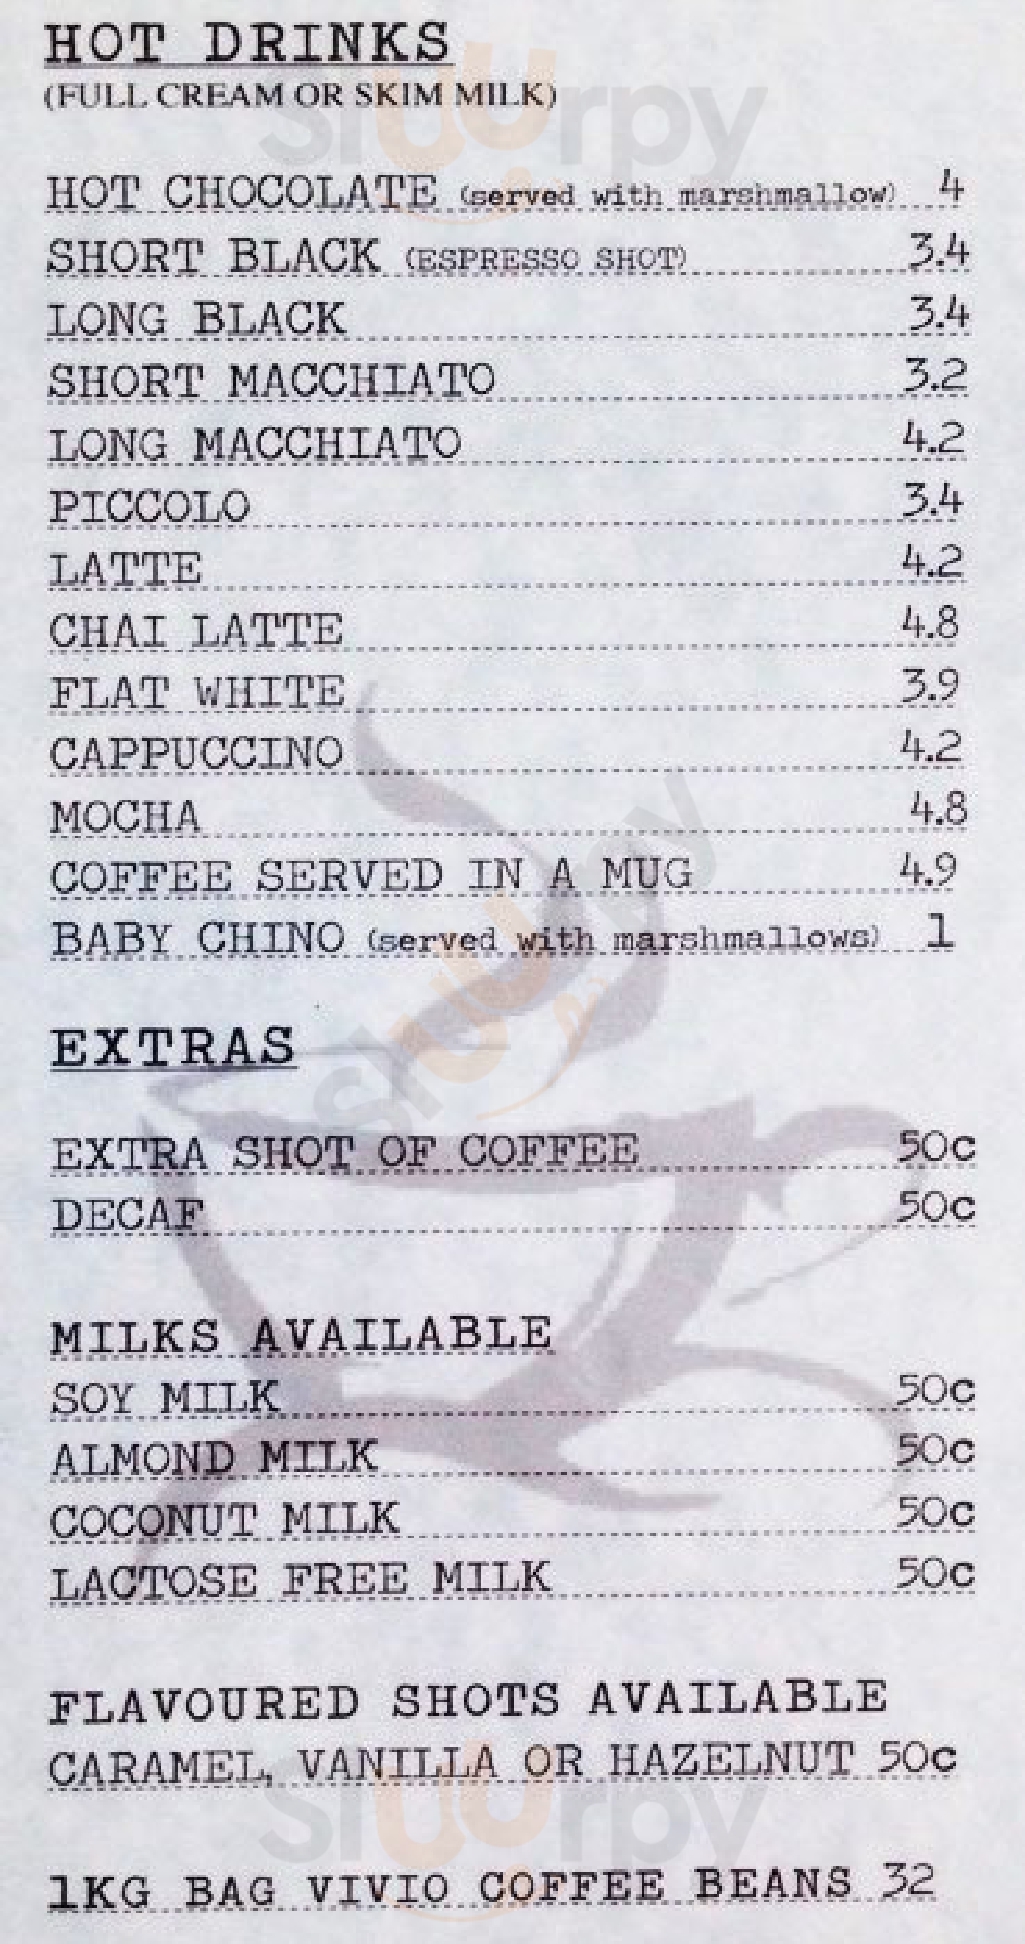 HOT DRINKS
(FULL CREAM OR SKIM MILK)
HOT CHOCOLATE (served with marshmallow) 4
SHORT BLACK (ESPRESSO SHOT) 3.4
LONG BLACK 3.4
SHORT MACCHIATO 3.2
LONG MACCHIATO 4.2
PICCOLO 3.4
LATTE 4.2
CHAI LATTE 4.8
FLAT WHITE 3.9
CAPPUCCINO 4.2
MOCHA 4.8
COFFEE SERVED IN A MUG 4.9
BABY CHINO (served with marshmallows) 1
EXTRAS
EXTRA SHOT OF COFFEE 50c
DECAF 50c
MILKS AVAILABLE
SOY MILK 50c
ALMOND MILK 50c
COCONUT MILK 50c
LACTOSE FREE MILK 50c
FLAVOURED SHOTS AVAILABLE
CARAMEL, VANILLA OR HAZELNUT 50c
1KG BAG VIVIO COFFEE BEANS 32
sluurpy
sluurpy
sluurpy